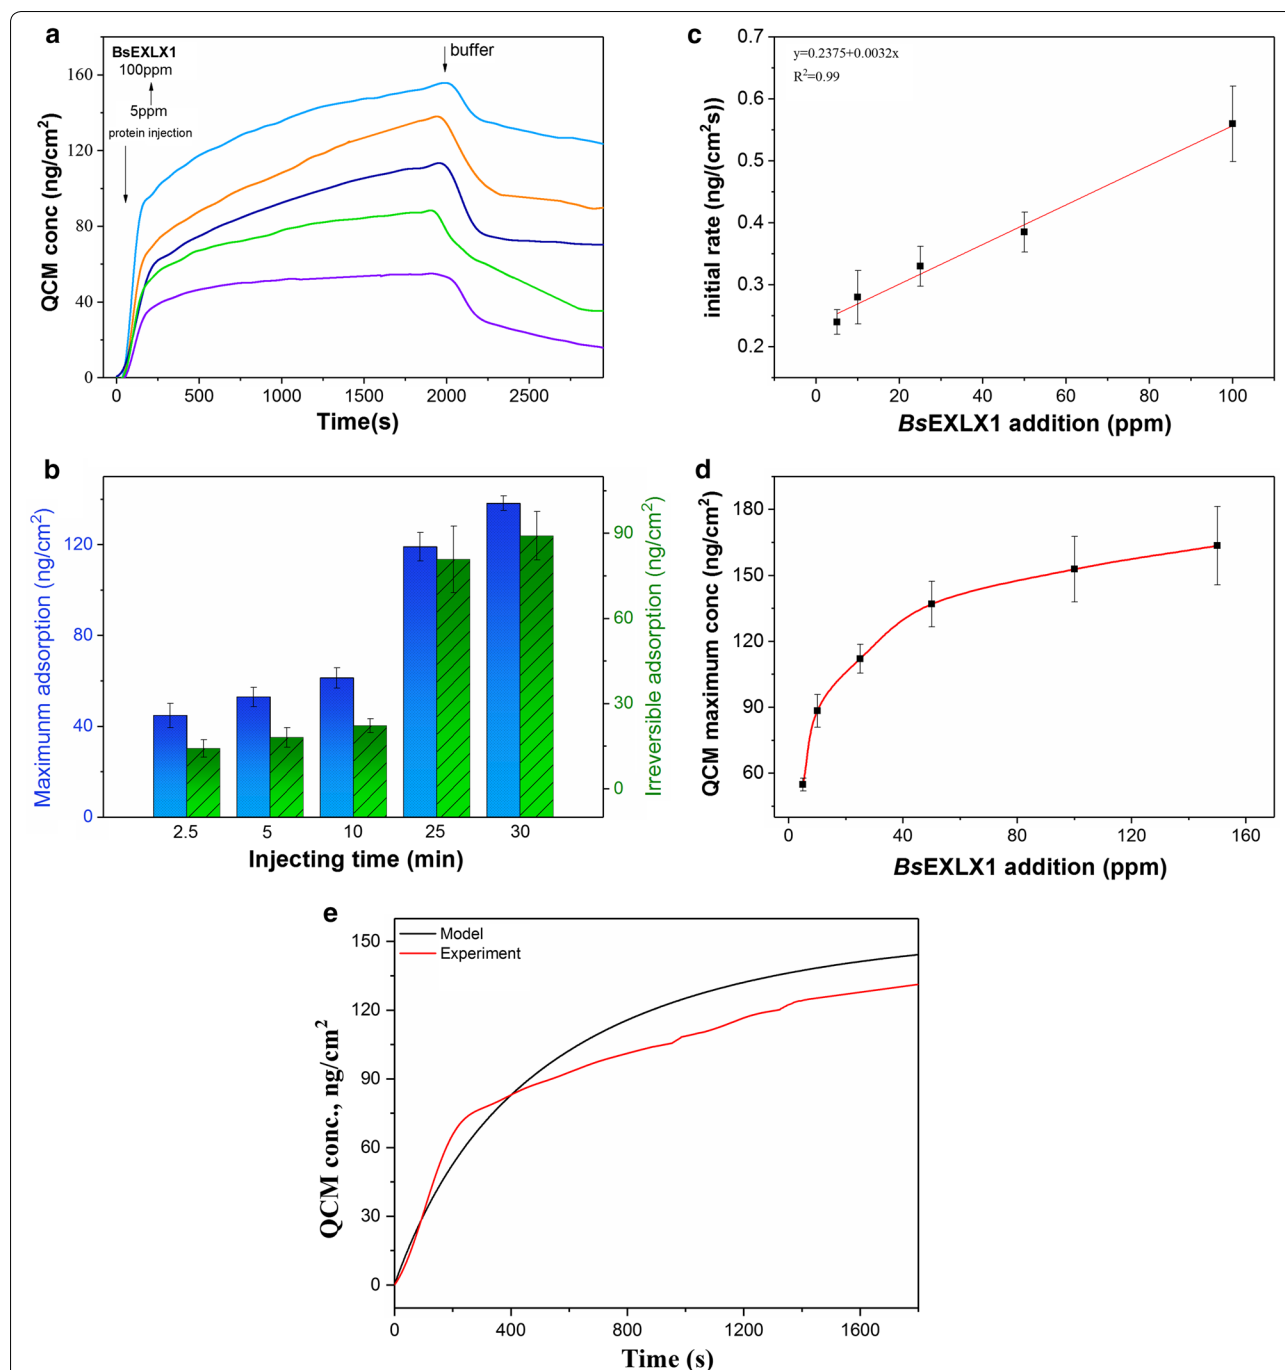 a
BsEXLX1
100ppm
5ppm
protein injection
buffer
QCM conc (ng/cm²)
160
120
80
40
0
0 500 1000 1500 2000 2500
Time(s)
c
y=0.2375+0.0032x
R²=0.99
initial rate (ng/(cm²s))
0.7
0.6
0.5
0.4
0.3
0.2
0 20 40 60 80 100
BsEXLX1 addition (ppm)
b
Maximunm adsorption (ng/cm²)
120
80
40
0
Irreversible adsorption (ng/cm²)
90
60
30
0
2.5 5 10 25 30
Injecting time (min)
d
QCM maximum conc (ng/cm²)
180
150
120
90
60
0 40 80 120 160
BsEXLX1 addition (ppm)
e
Model
Experiment
QCM conc., ng/cm²
150
120
90
60
30
0
0 400 800 1200 1600
Time (s)